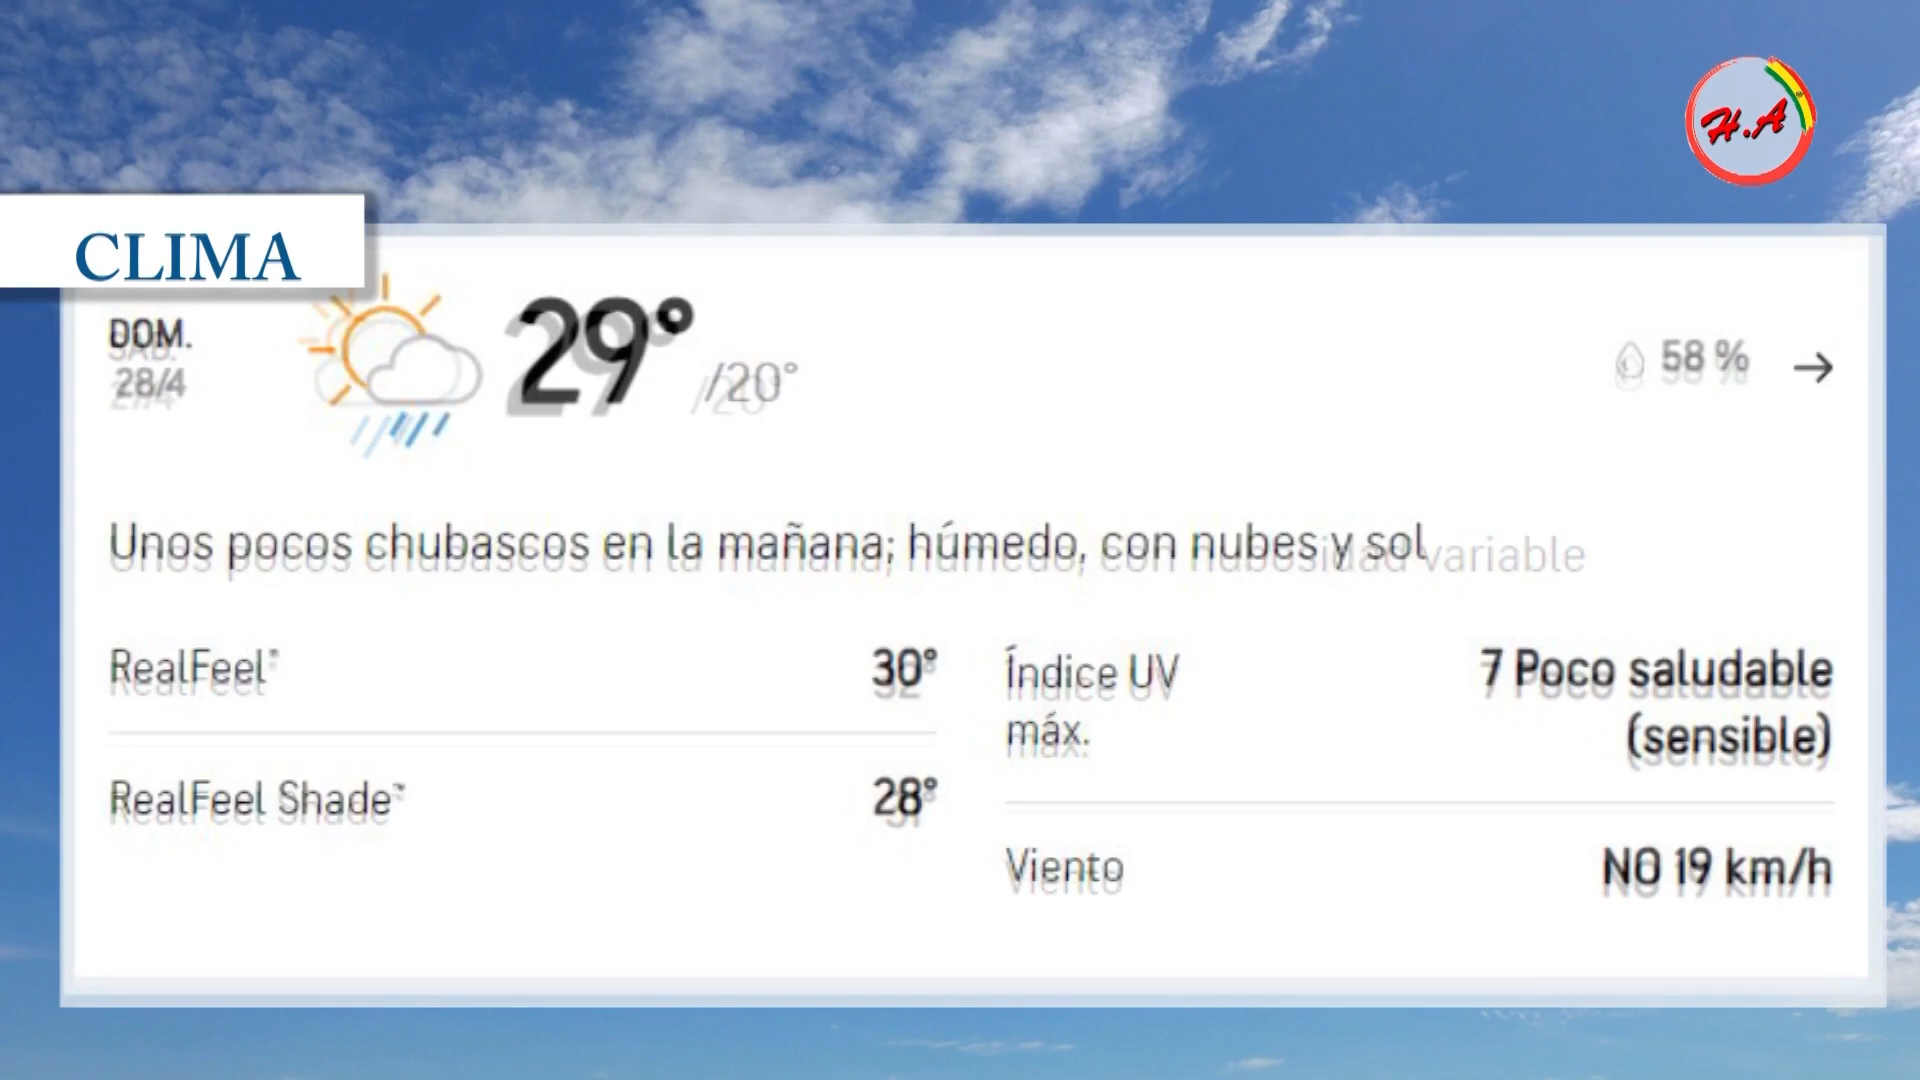 H.A
CLIMA
DOM.
28/4
29° /20°
58 %
Unos pocos chubascos en la mañana; húmedo, con nubes y sol
RealFeel® 30°
Índice UV máx. 7 Poco saludable (sensible)
RealFeel Shade™ 28°
Viento NO 19 km/h